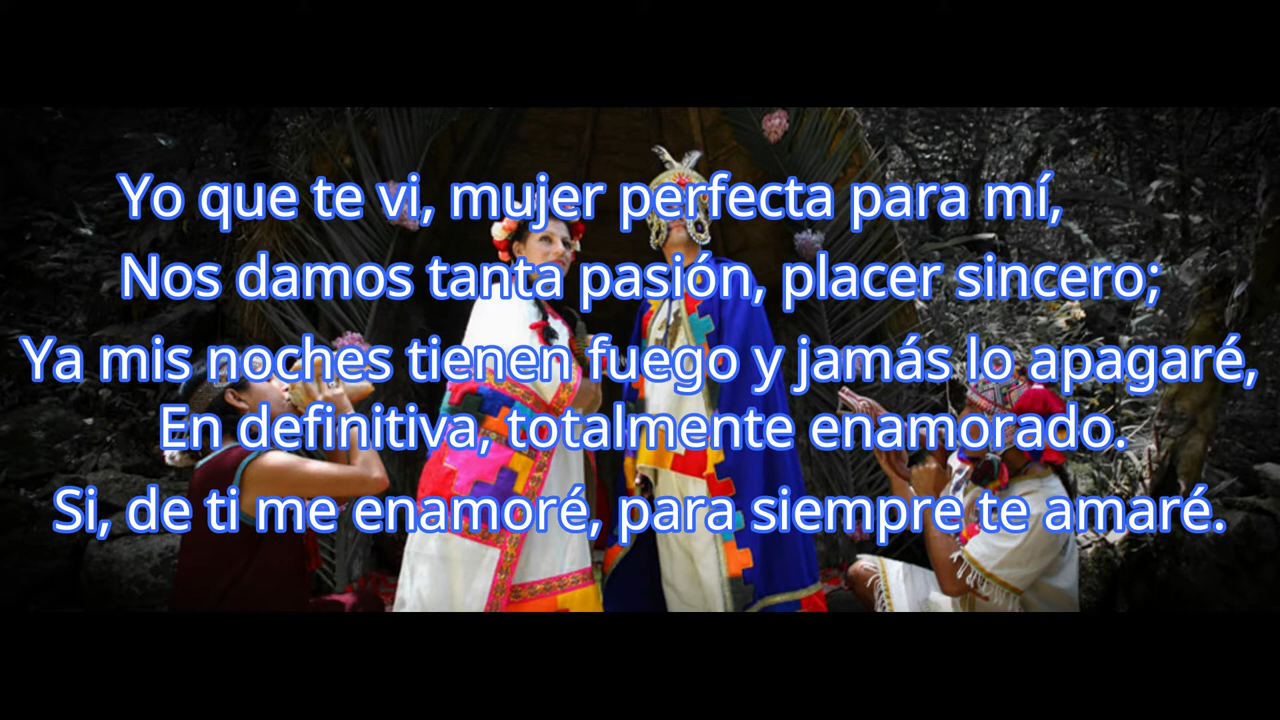 Yo que te vi, mujer perfecta para mí,
Nos damos tanta pasión, placer sincero;
Ya mis noches tienen fuego y jamás lo apagaré,
En definitiva, totalmente enamorado.
Si, de ti me enamoré, para siempre te amaré.